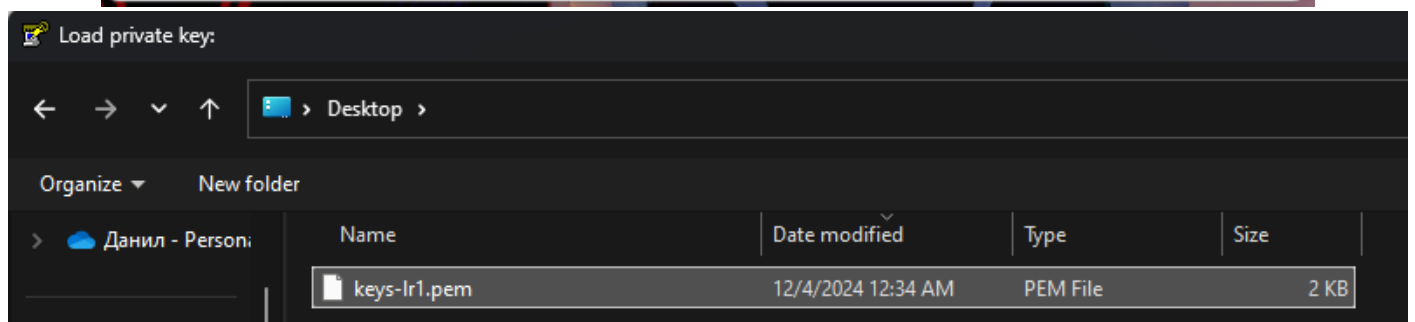 Load private key:
Desktop
Organize New folder
Данил - Persona Name Date modified Type Size
keys-lr1.pem 12/4/2024 12:34 AM PEM File 2 KB